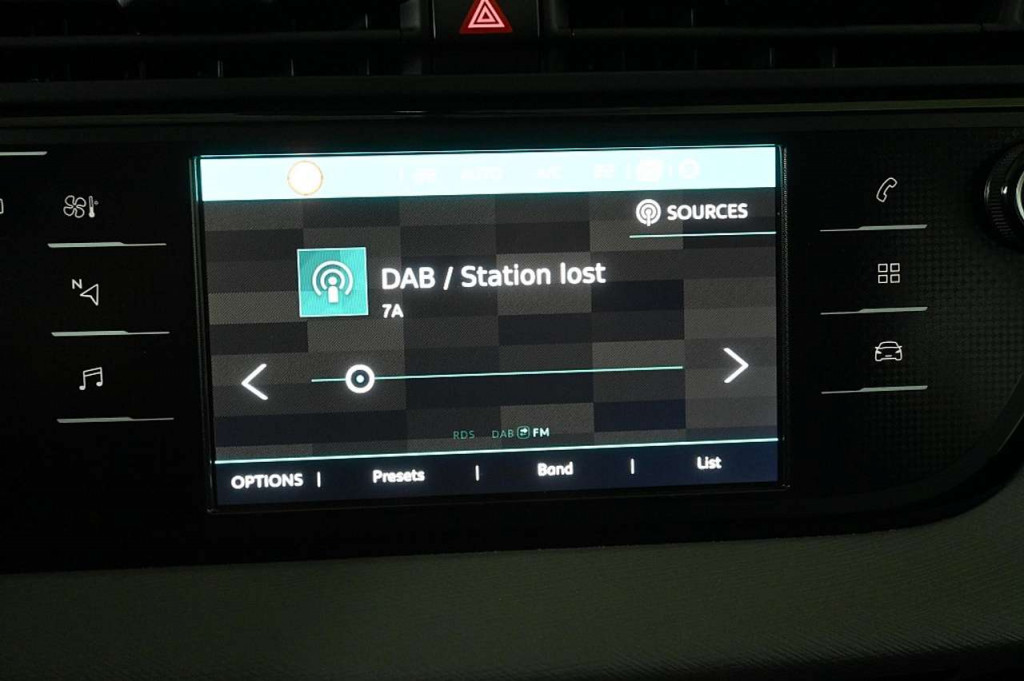 SOURCES
DAB / Station lost
7A
RDS DAB FM
OPTIONS | Presets | Band | List
N